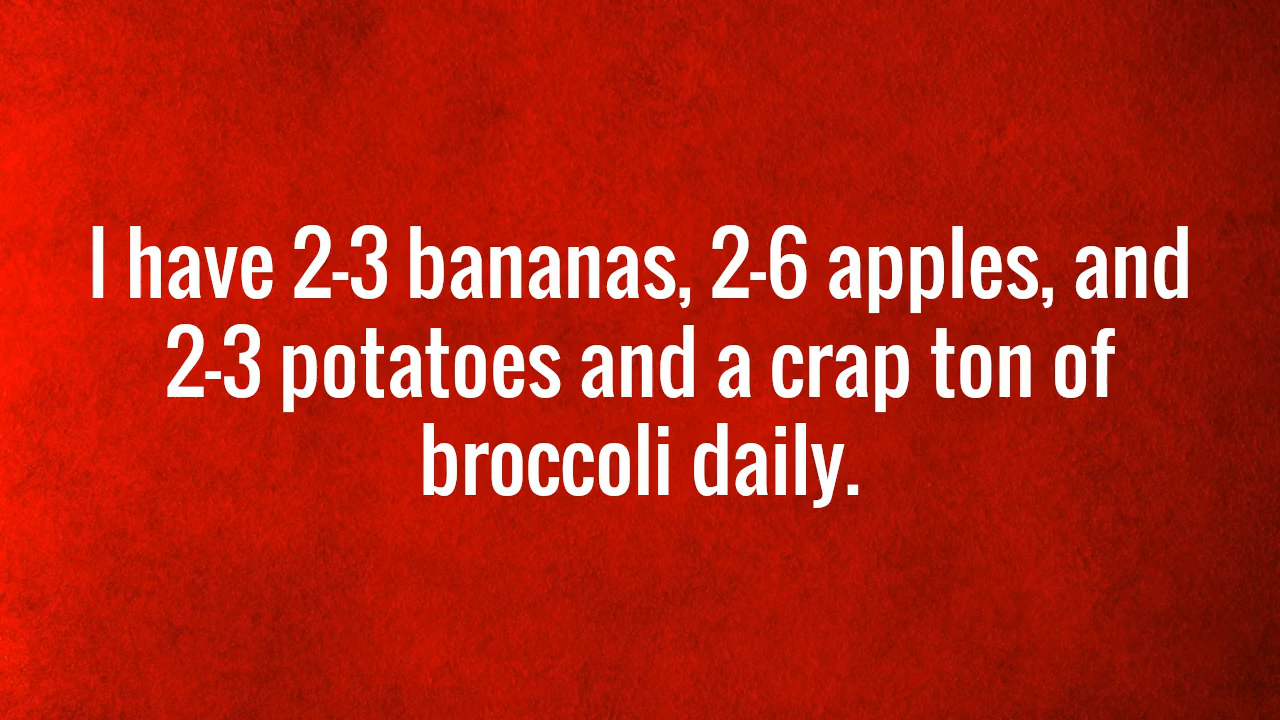 I have 2-3 bananas, 2-6 apples, and
2-3 potatoes and a crap ton of
broccoli daily.